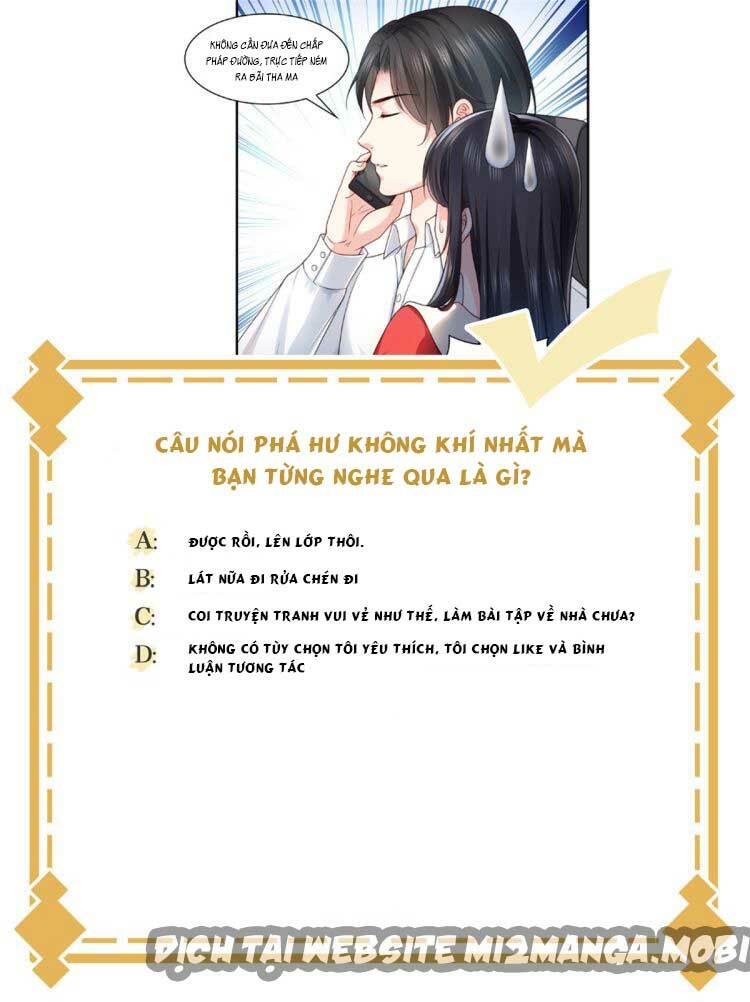 KHÔNG CẦN ĐƯA ĐẾN CHẤP
PHÁP ĐƯỜNG, TRỰC TIẾP NÉM
RA BÃI THA MA
CÂU NÓI PHÁ HƯ KHÔNG KHÍ NHẤT MÀ
BẠN TỪNG NGHE QUA LÀ GÌ?
A: ĐƯỢC RỒI, LÊN LỚP THÔI.
B: LÁT NỮA ĐI RỬA CHÉN ĐI
C: COI TRUYỆN TRANH VUI VẺ NHƯ THẾ, LÀM BÀI TẬP VỀ NHÀ CHƯA?
D: KHÔNG CÓ TÙY CHỌN TÔI YÊU THÍCH, TÔI CHỌN LIKE VÀ BÌNH
LUẬN TƯƠNG TÁC
DỊCH TẠI WEBSITE MI2MANGA.MOBI